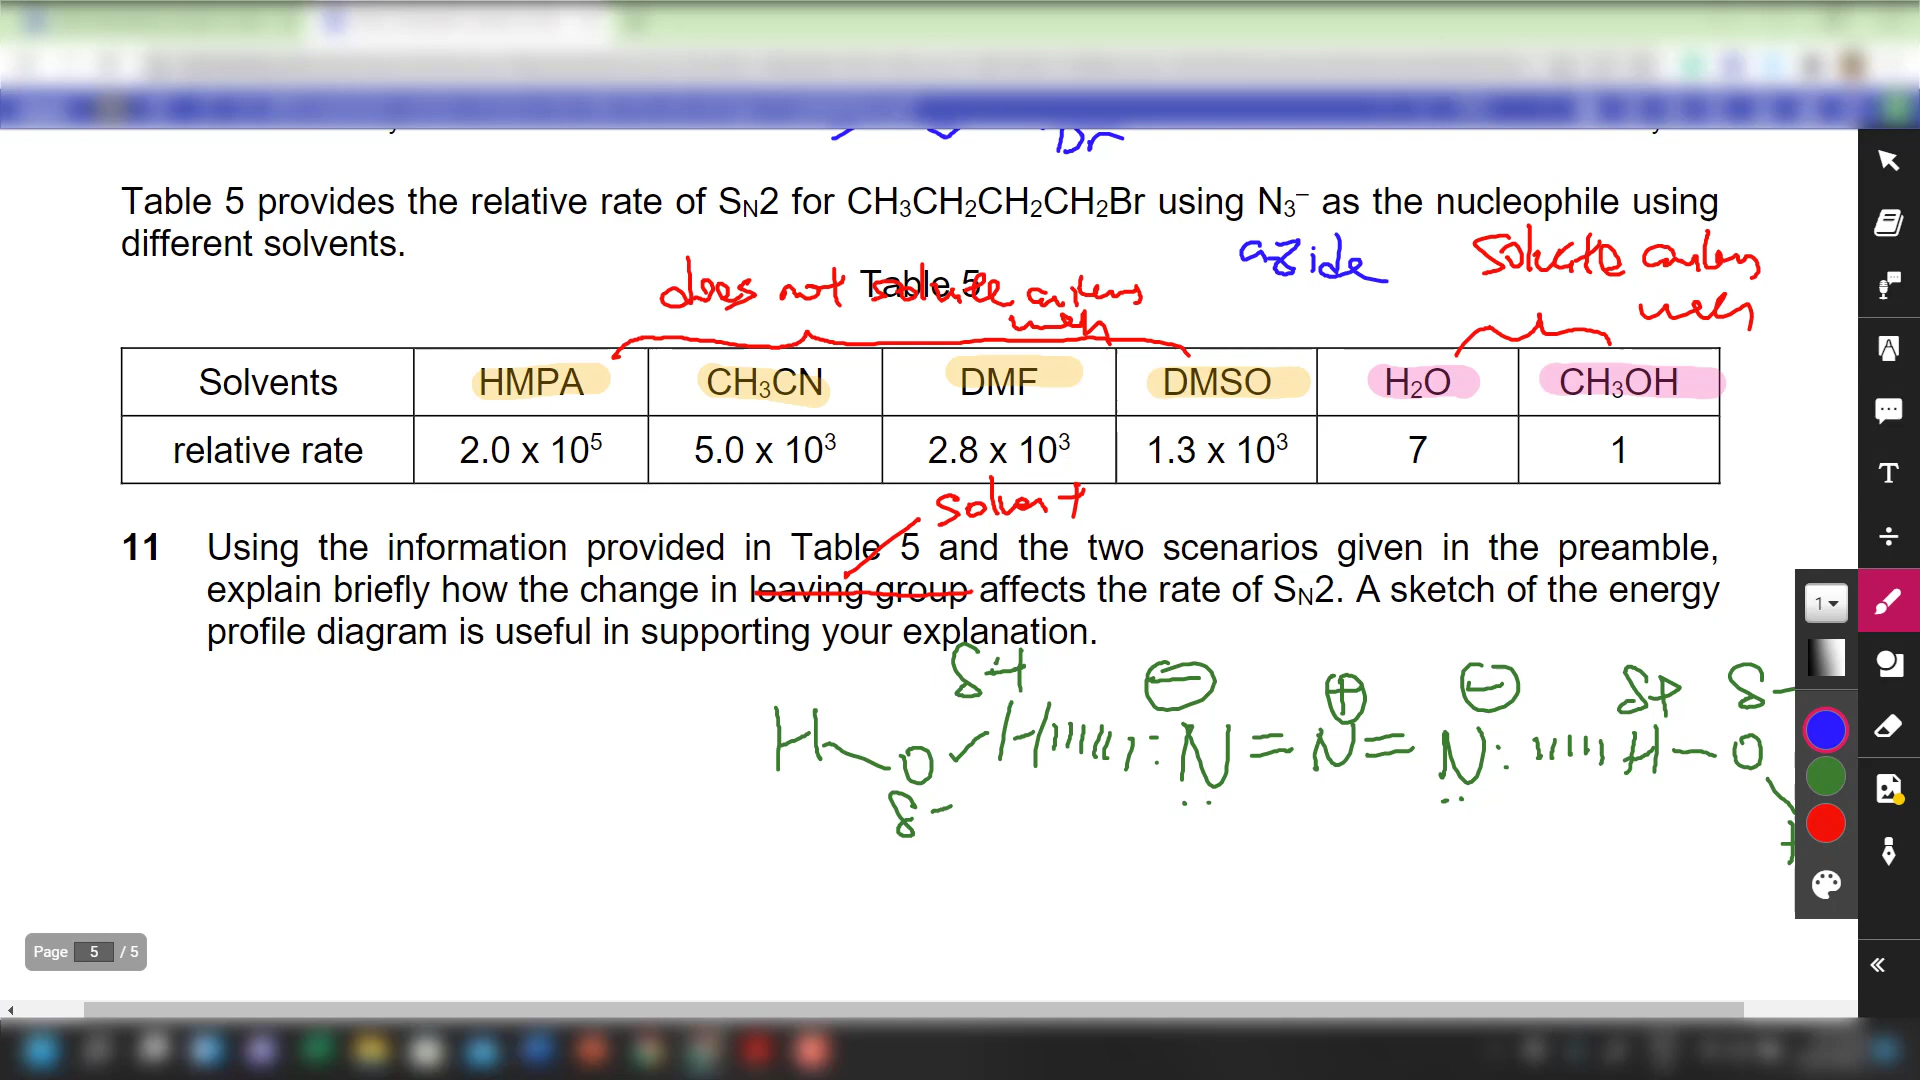 Table 5 provides the relative rate of SN2 for CH3CH2CH2CH2Br using N3− as the nucleophile using
different solvents.
azide
Table 5
does not solvate anions
well
solvate
well
Solvents HMPA CH3CN DMF DMSO H2O CH3OH
relative rate 2.0 x 10⁵ 5.0 x 10³ 2.8 x 10³ 1.3 x 10³ 7 1
solvent
11 Using the information provided in Table 5 and the two scenarios given in the preamble,
explain briefly how the change in leaving group affects the rate of SN2. A sketch of the energy
profile diagram is useful in supporting your explanation.
δ+ − + − δ+ δ−
H O H N = N = N H — O
δ−
Page 5 / 5
1